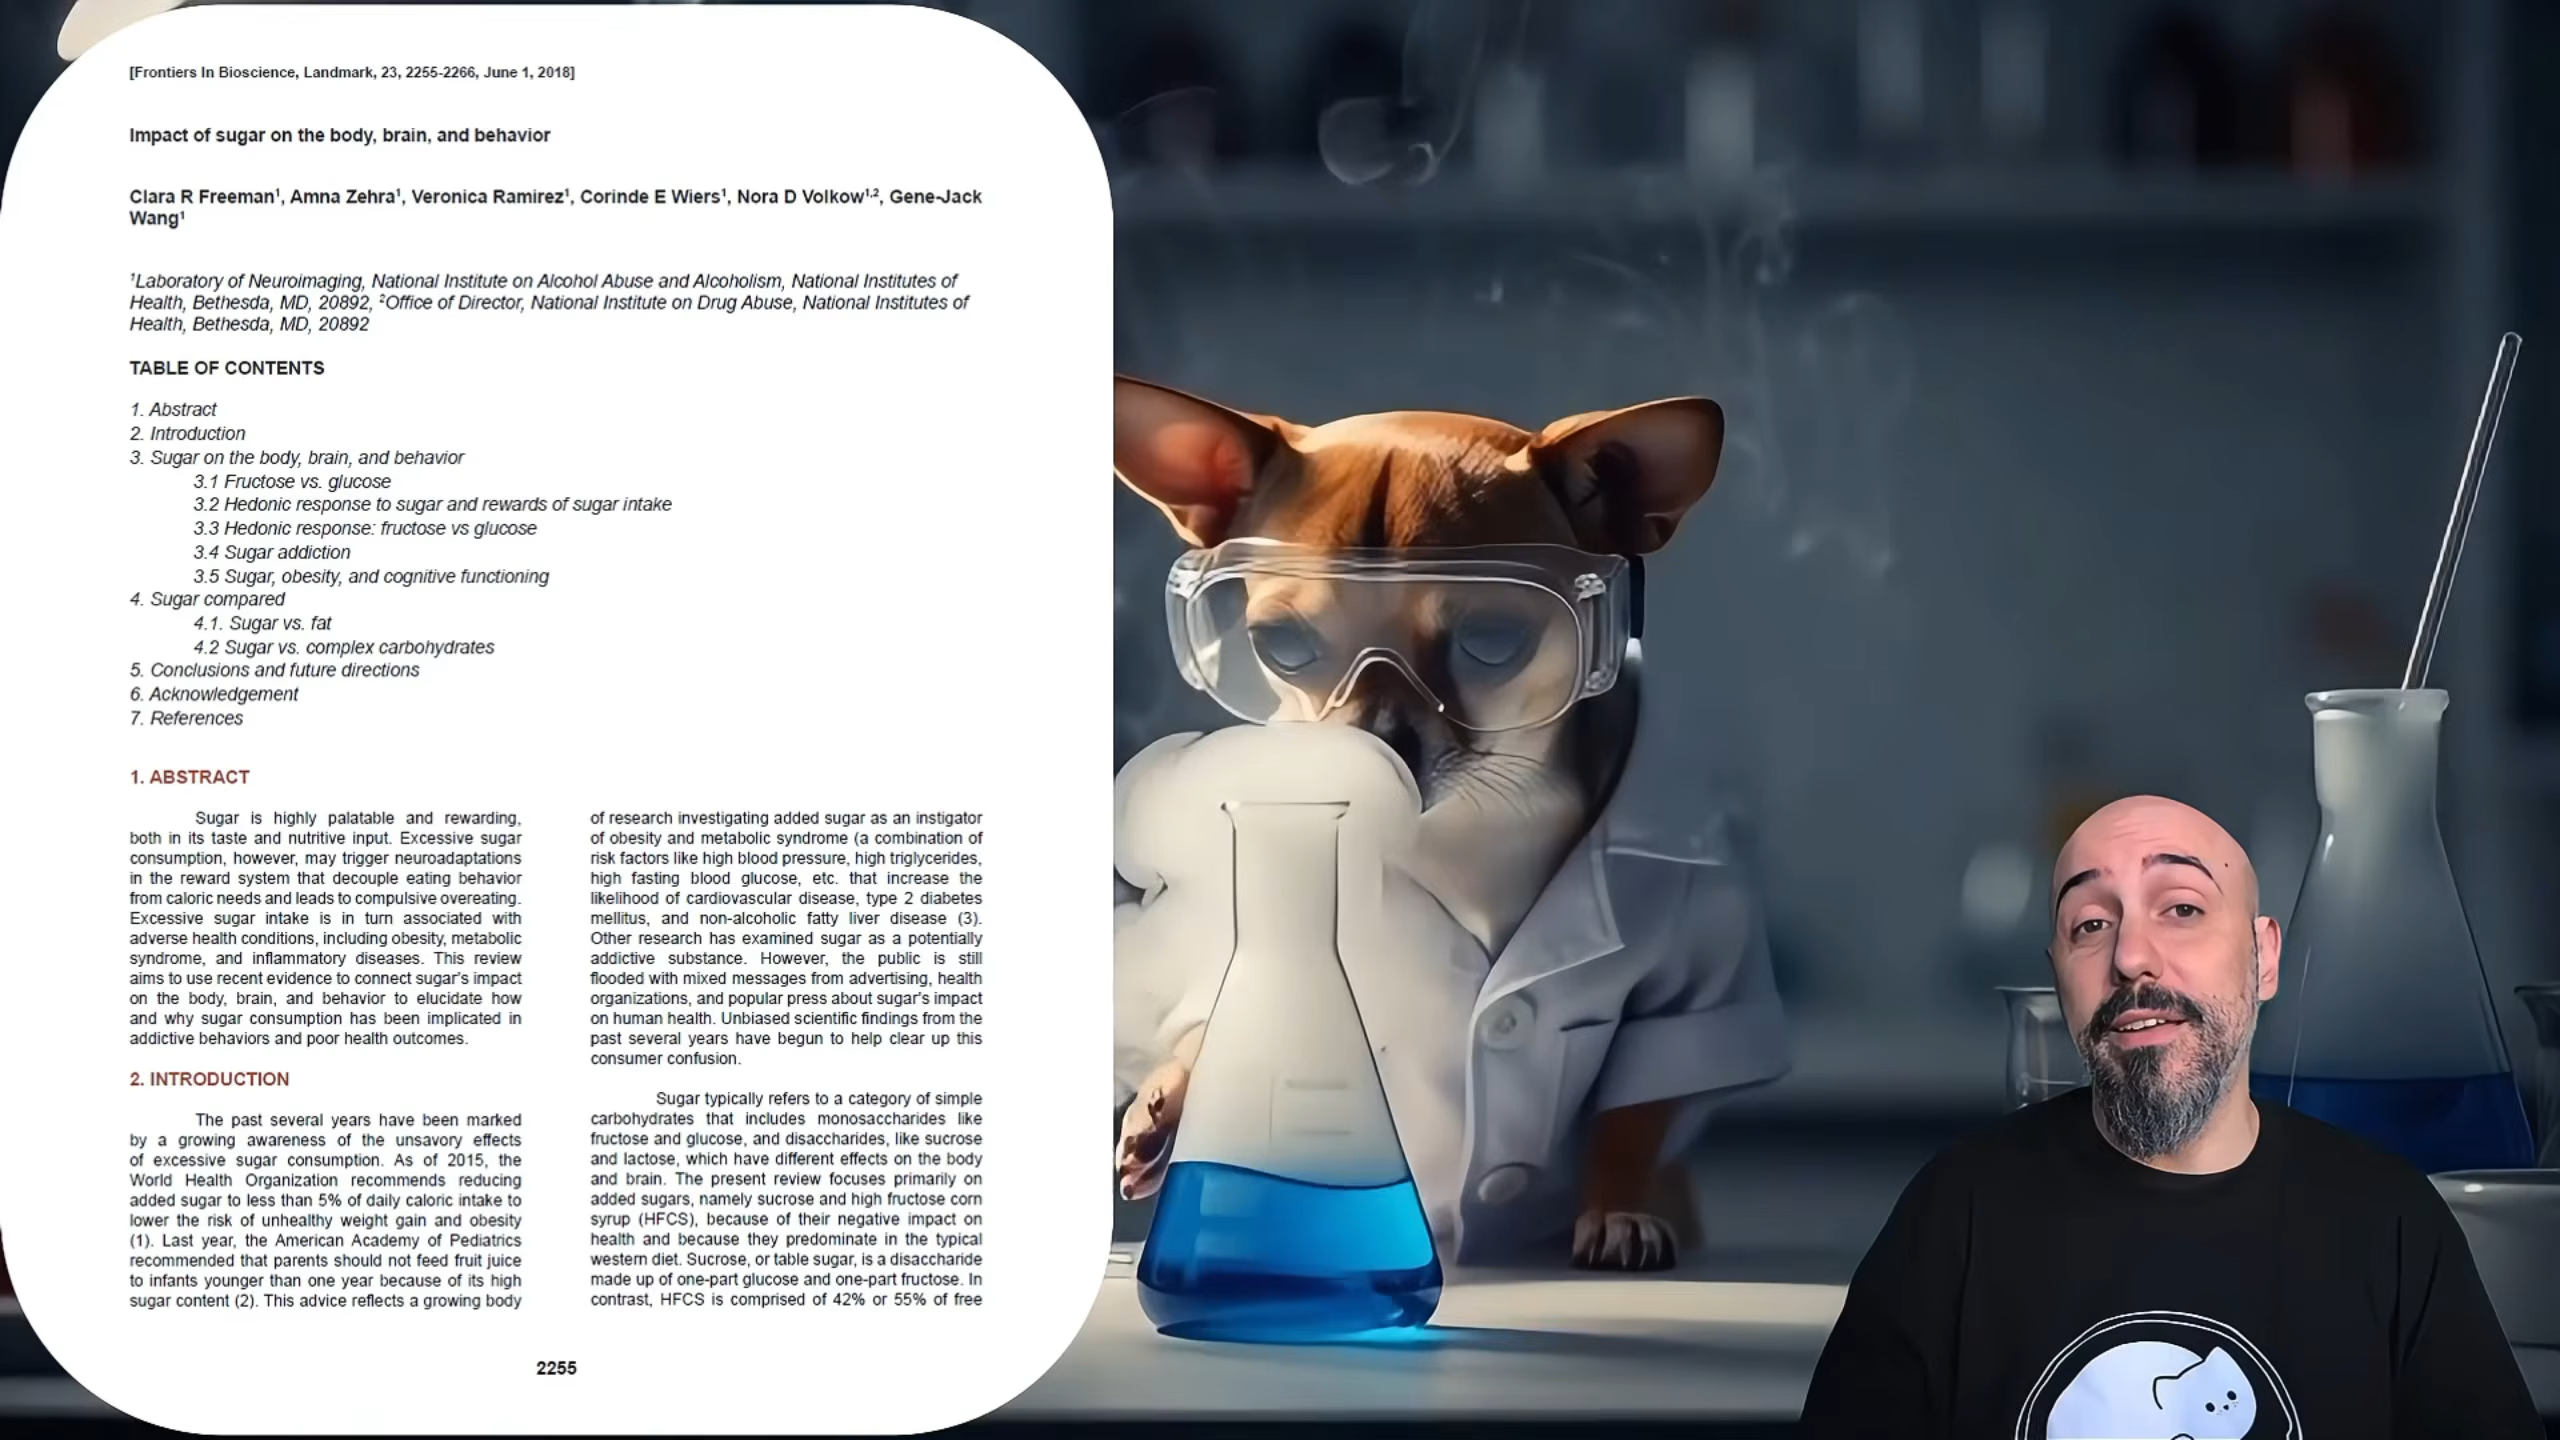 [Frontiers In Bioscience, Landmark, 23, 2255-2266, June 1, 2018]
Impact of sugar on the body, brain, and behavior
Clara R Freeman¹, Amna Zehra¹, Veronica Ramirez¹, Corinde E Wiers¹, Nora D Volkow¹,², Gene-Jack
Wang¹
¹Laboratory of Neuroimaging, National Institute on Alcohol Abuse and Alcoholism, National Institutes of
Health, Bethesda, MD, 20892, ²Office of Director, National Institute on Drug Abuse, National Institutes of
Health, Bethesda, MD, 20892
TABLE OF CONTENTS
1. Abstract
2. Introduction
3. Sugar on the body, brain, and behavior
3.1 Fructose vs. glucose
3.2 Hedonic response to sugar and rewards of sugar intake
3.3 Hedonic response: fructose vs glucose
3.4 Sugar addiction
3.5 Sugar, obesity, and cognitive functioning
4. Sugar compared
4.1. Sugar vs. fat
4.2 Sugar vs. complex carbohydrates
5. Conclusions and future directions
6. Acknowledgement
7. References
1. ABSTRACT
Sugar is highly palatable and rewarding,
both in its taste and nutritive input. Excessive sugar
consumption, however, may trigger neuroadaptations
in the reward system that decouple eating behavior
from caloric needs and leads to compulsive overeating.
Excessive sugar intake is in turn associated with
adverse health conditions, including obesity, metabolic
syndrome, and inflammatory diseases. This review
aims to use recent evidence to connect sugar's impact
on the body, brain, and behavior to elucidate how
and why sugar consumption has been implicated in
addictive behaviors and poor health outcomes.
2. INTRODUCTION
The past several years have been marked
by a growing awareness of the unsavory effects
of excessive sugar consumption. As of 2015, the
World Health Organization recommends reducing
added sugar to less than 5% of daily caloric intake to
lower the risk of unhealthy weight gain and obesity
(1). Last year, the American Academy of Pediatrics
recommended that parents should not feed fruit juice
to infants younger than one year because of its high
sugar content (2). This advice reflects a growing body
of research investigating added sugar as an instigator
of obesity and metabolic syndrome (a combination of
risk factors like high blood pressure, high triglycerides,
high fasting blood glucose, etc. that increase the
likelihood of cardiovascular disease, type 2 diabetes
mellitus, and non-alcoholic fatty liver disease (3).
Other research has examined sugar as a potentially
addictive substance. However, the public is still
flooded with mixed messages from advertising, health
organizations, and popular press about sugar's impact
on human health. Unbiased scientific findings from the
past several years have begun to help clear up this
consumer confusion.
Sugar typically refers to a category of simple
carbohydrates that includes monosaccharides like
fructose and glucose, and disaccharides, like sucrose
and lactose, which have different effects on the body
and brain. The present review focuses primarily on
added sugars, namely sucrose and high fructose corn
syrup (HFCS), because of their negative impact on
health and because they predominate in the typical
western diet. Sucrose, or table sugar, is a disaccharide
made up of one-part glucose and one-part fructose. In
contrast, HFCS is comprised of 42% or 55% of free
2255